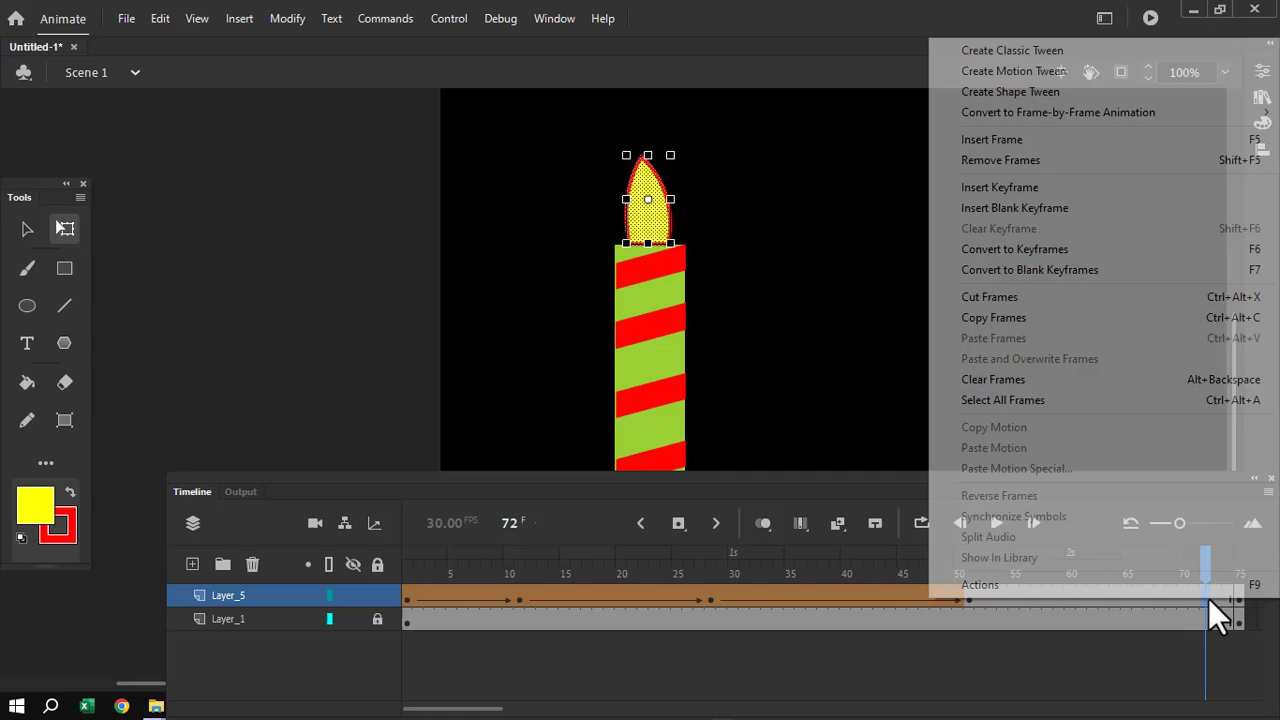 Animate
File Edit View Insert Modify Text Commands Control Debug Window Help
Untitled-1*
Scene 1
100%
Tools
Create Classic Tween
Create Motion Tween
Create Shape Tween
Convert to Frame-by-Frame Animation
Insert Frame F5
Remove Frames Shift+F5
Insert Keyframe
Insert Blank Keyframe
Clear Keyframe Shift+F6
Convert to Keyframes F6
Convert to Blank Keyframes F7
Cut Frames Ctrl+Alt+X
Copy Frames Ctrl+Alt+C
Paste Frames Ctrl+Alt+V
Paste and Overwrite Frames
Clear Frames Alt+Backspace
Select All Frames Ctrl+Alt+A
Copy Motion
Paste Motion
Paste Motion Special...
Reverse Frames
Synchronize Symbols
Split Audio
Show In Library
Actions F9
Timeline Output
30.00 FPS 72 F
1s 2s
5 10 15 20 25 30 35 40 45 50 55 60 65 70 75
Layer_5
Layer_1